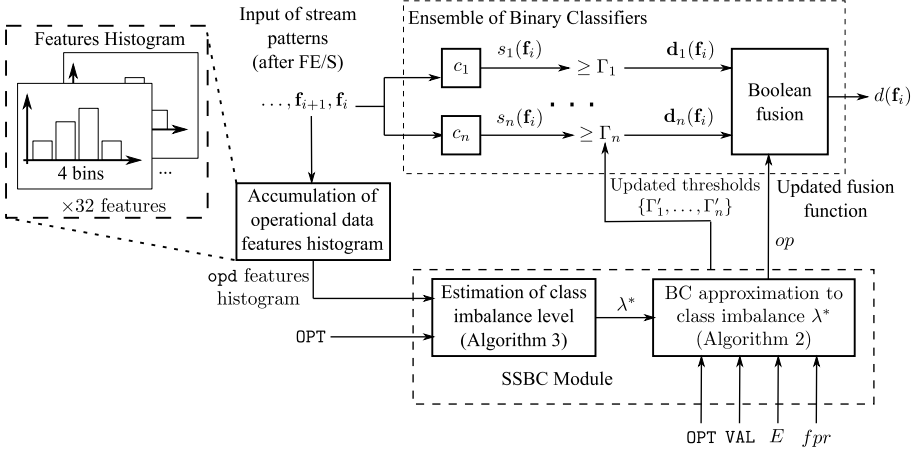 Features Histogram
4 bins
...
×32 features
Input of stream
patterns
(after FE/S)
..., f_{i+1}, f_i
Accumulation of
operational data
features histogram
opd features
histogram
OPT
Ensemble of Binary Classifiers
c_1
s_1(f_i)
≥ Γ_1
d_1(f_i)
. . .
c_n
s_n(f_i)
≥ Γ_n
d_n(f_i)
Boolean
fusion
d(f_i)
Updated thresholds
{Γ'_1, ..., Γ'_n}
Updated fusion
function
op
Estimation of class
imbalance level
(Algorithm 3)
λ*
BC approximation to
class imbalance λ*
(Algorithm 2)
SSBC Module
OPT VAL E fpr